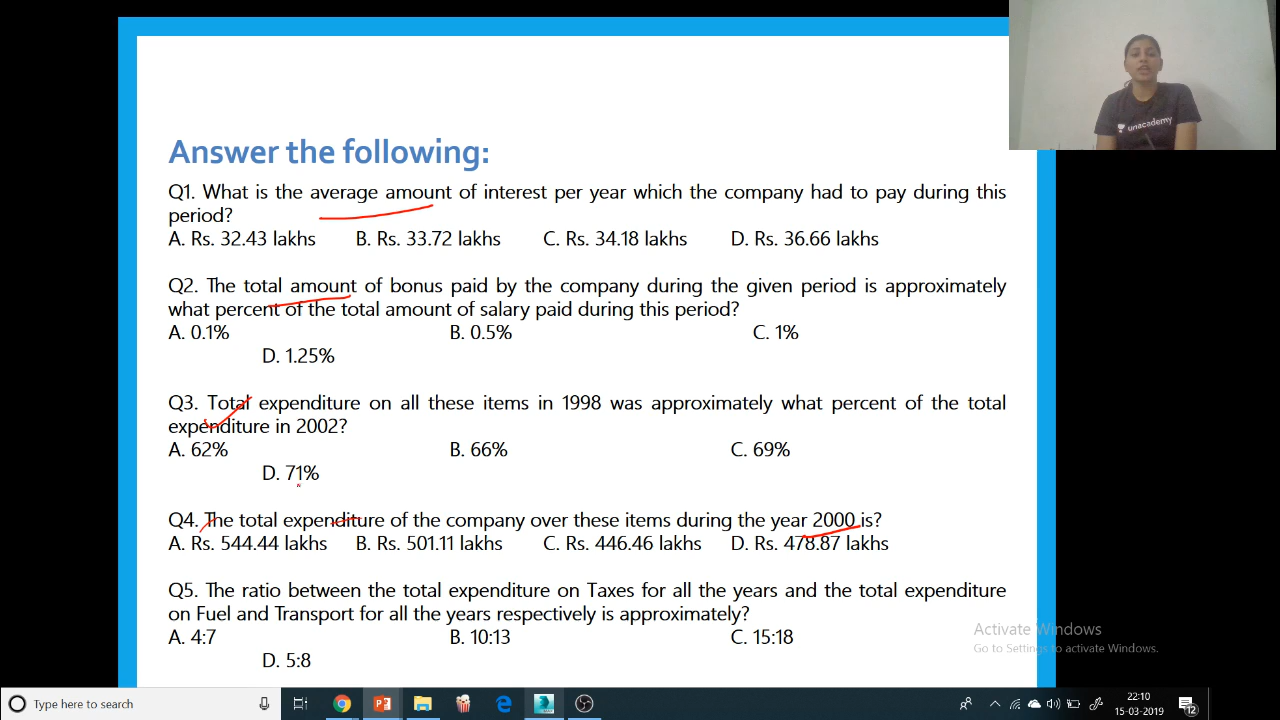 unacademy
Answer the following:
Q1. What is the average amount of interest per year which the company had to pay during this
period?
A. Rs. 32.43 lakhs B. Rs. 33.72 lakhs C. Rs. 34.18 lakhs D. Rs. 36.66 lakhs
Q2. The total amount of bonus paid by the company during the given period is approximately
what percent of the total amount of salary paid during this period?
A. 0.1% B. 0.5% C. 1%
D. 1.25%
Q3. Total expenditure on all these items in 1998 was approximately what percent of the total
expenditure in 2002?
A. 62% B. 66% C. 69%
D. 71%
Q4. The total expenditure of the company over these items during the year 2000 is?
A. Rs. 544.44 lakhs B. Rs. 501.11 lakhs C. Rs. 446.46 lakhs D. Rs. 478.87 lakhs
Q5. The ratio between the total expenditure on Taxes for all the years and the total expenditure
on Fuel and Transport for all the years respectively is approximately?
A. 4:7 B. 10:13 C. 15:18
D. 5:8
Activate Windows
Go to Settings to activate Windows.
Type here to search
22:10
15-03-2019
12